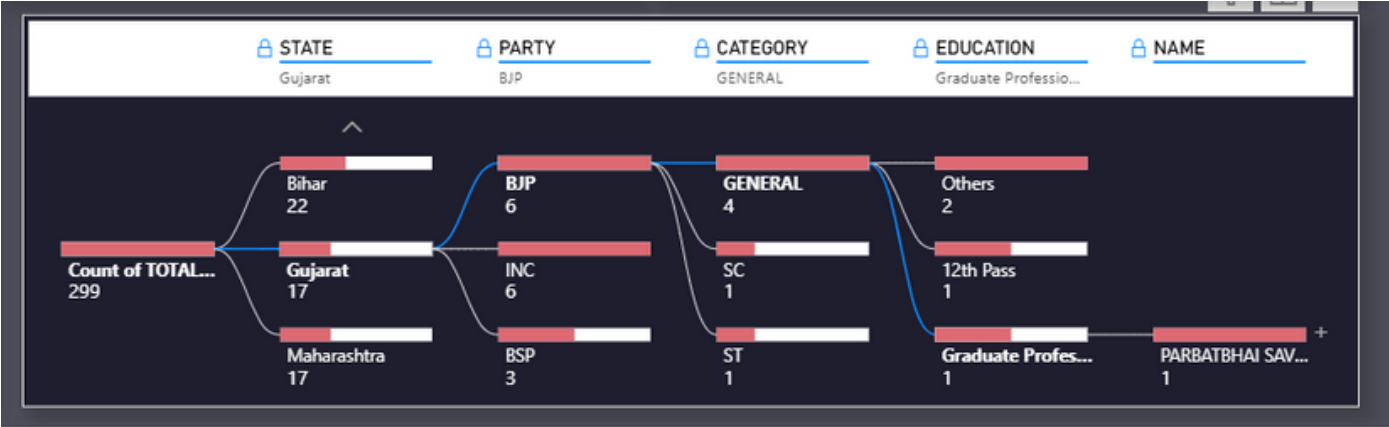 STATE
Gujarat
PARTY
BJP
CATEGORY
GENERAL
EDUCATION
Graduate Professio...
NAME
Count of TOTAL...
299
Bihar
22
Gujarat
17
Maharashtra
17
BJP
6
INC
6
BSP
3
GENERAL
4
SC
1
ST
1
Others
2
12th Pass
1
Graduate Profes...
1
PARBATBHAI SAV...
1